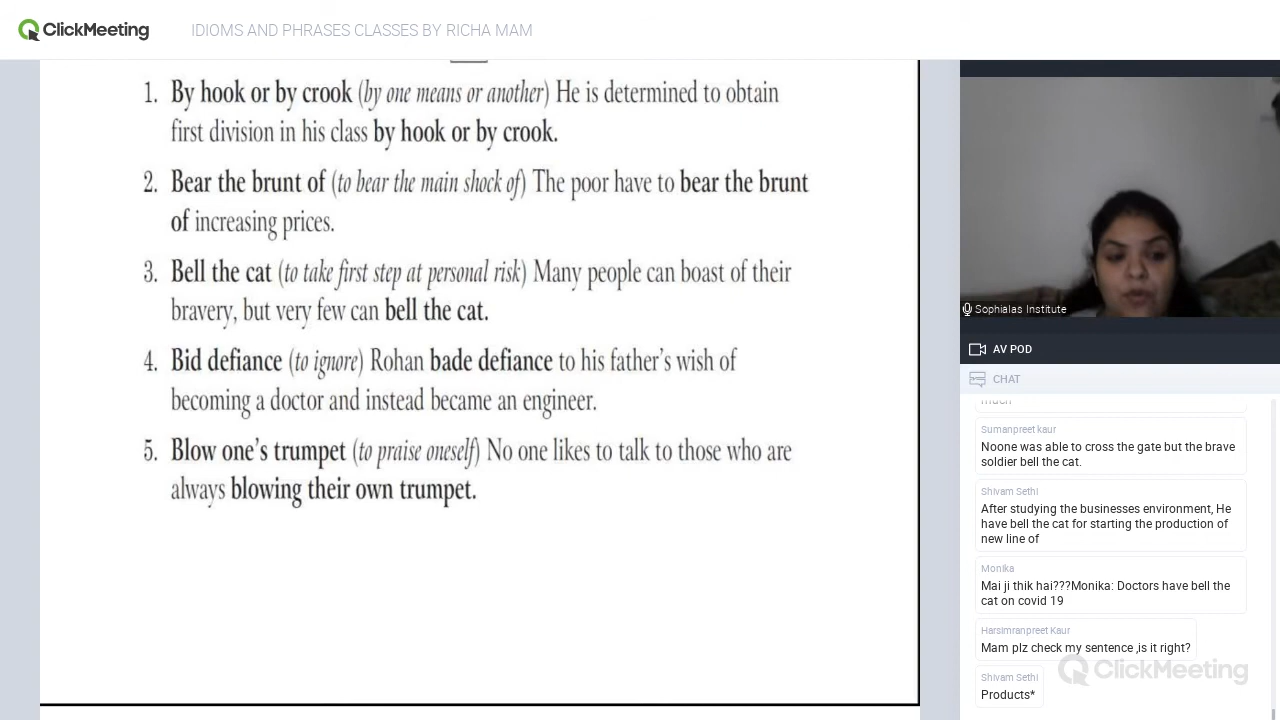 ClickMeeting
IDIOMS AND PHRASES CLASSES BY RICHA MAM
1. By hook or by crook (by one means or another) He is determined to obtain
first division in his class by hook or by crook.
2. Bear the brunt of (to bear the main shock of) The poor have to bear the brunt
of increasing prices.
3. Bell the cat (to take first step at personal risk) Many people can boast of their
bravery, but very few can bell the cat.
4. Bid defiance (to ignore) Rohan bade defiance to his father's wish of
becoming a doctor and instead became an engineer.
5. Blow one's trumpet (to praise oneself) No one likes to talk to those who are
always blowing their own trumpet.
Sophialas Institute
AV POD
CHAT
much
Sumanpreet kaur
Noone was able to cross the gate but the brave
soldier bell the cat.
Shivam Sethi
After studying the businesses environment, He
have bell the cat for starting the production of
new line of
Monika
Mai ji thik hai???Monika: Doctors have bell the
cat on covid 19
Harsimranpreet Kaur
Mam plz check my sentence ,is it right?
Shivam Sethi
Products*
ClickMeeting